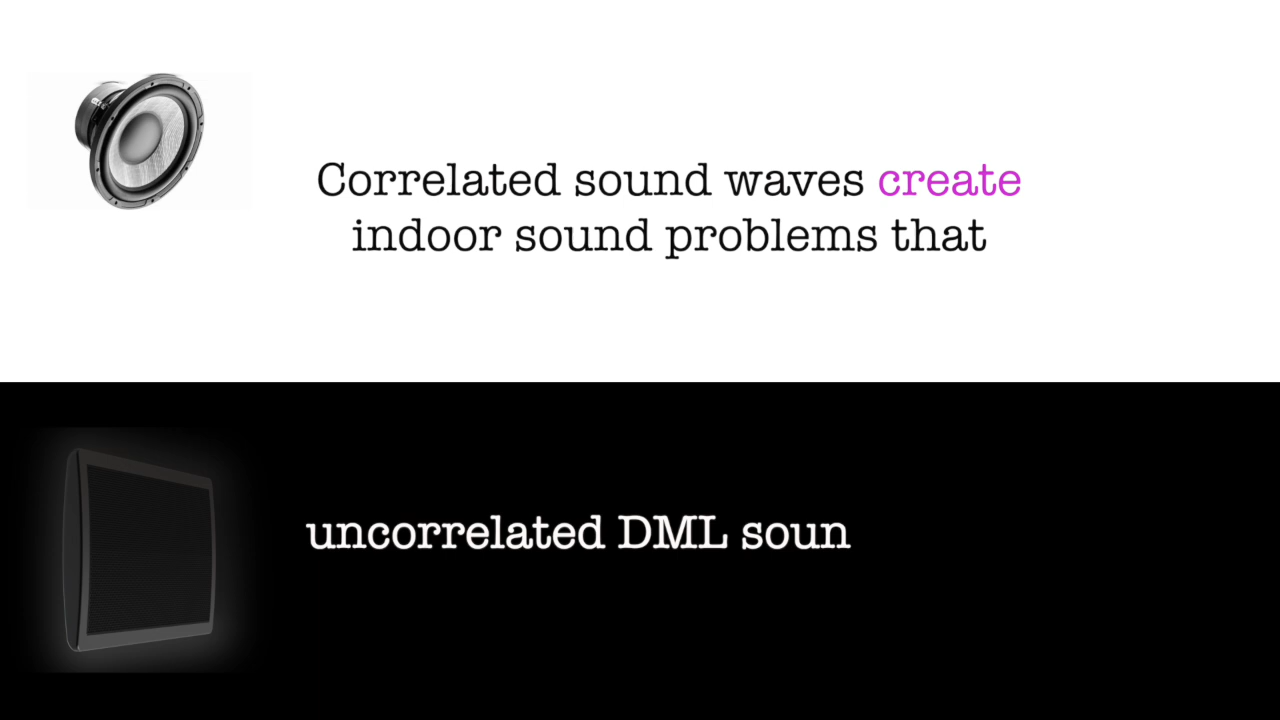 Correlated sound waves create
indoor sound problems that
uncorrelated DML soun